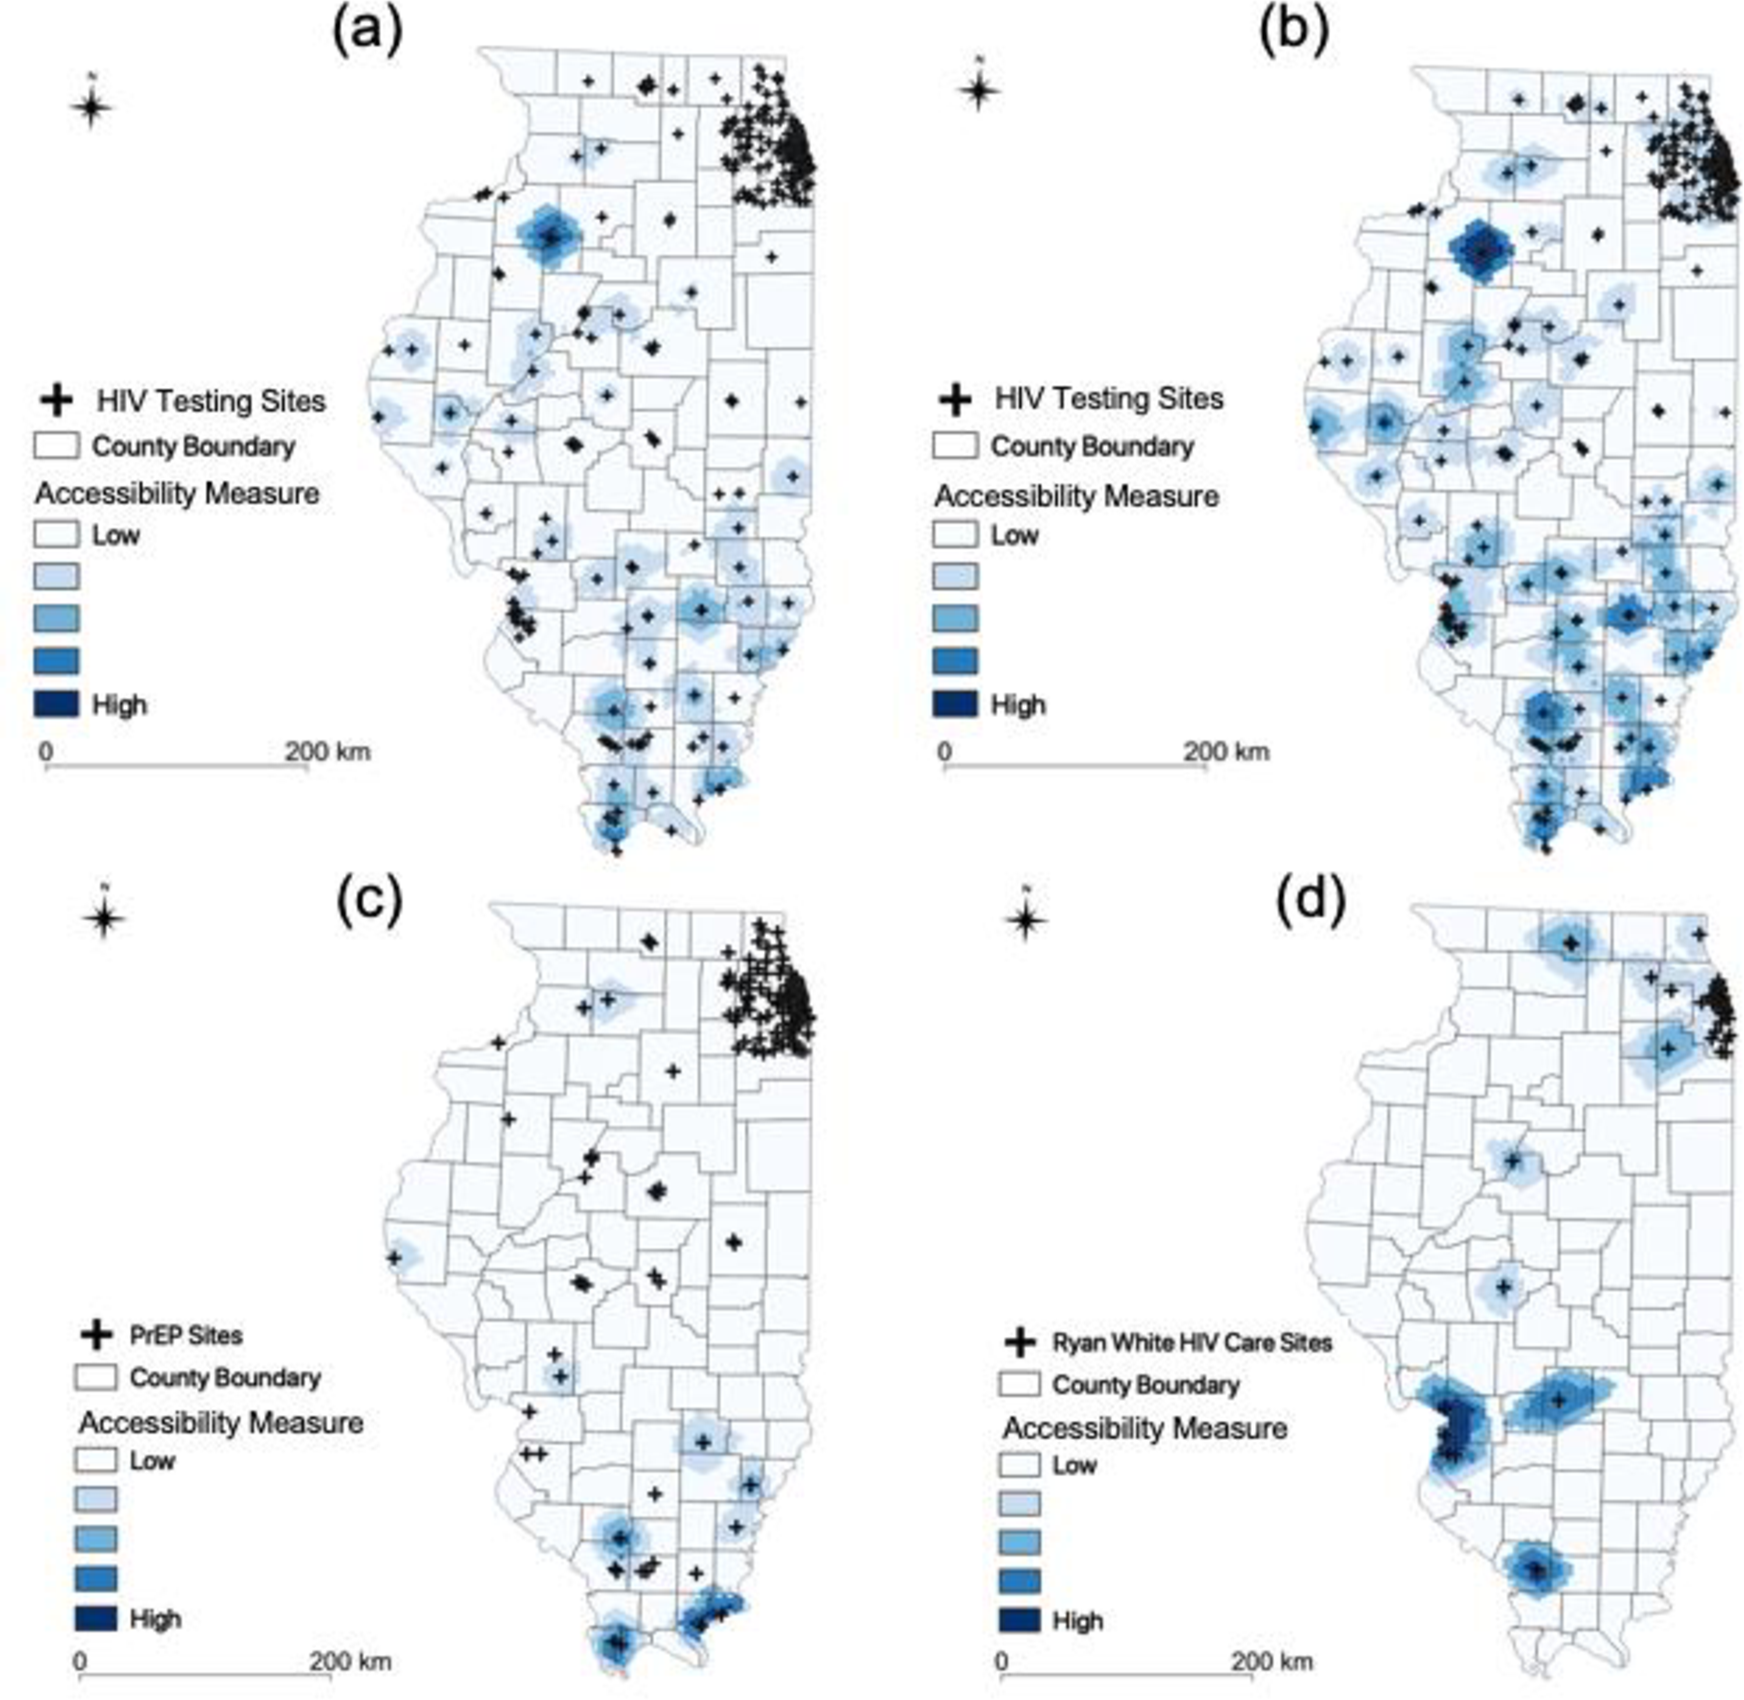 (a)
N
HIV Testing Sites
County Boundary
Accessibility Measure
Low
High
0 200 km
(b)
N
HIV Testing Sites
County Boundary
Accessibility Measure
Low
High
0 200 km
(c)
N
PrEP Sites
County Boundary
Accessibility Measure
Low
High
0 200 km
(d)
N
Ryan White HIV Care Sites
County Boundary
Accessibility Measure
Low
High
0 200 km